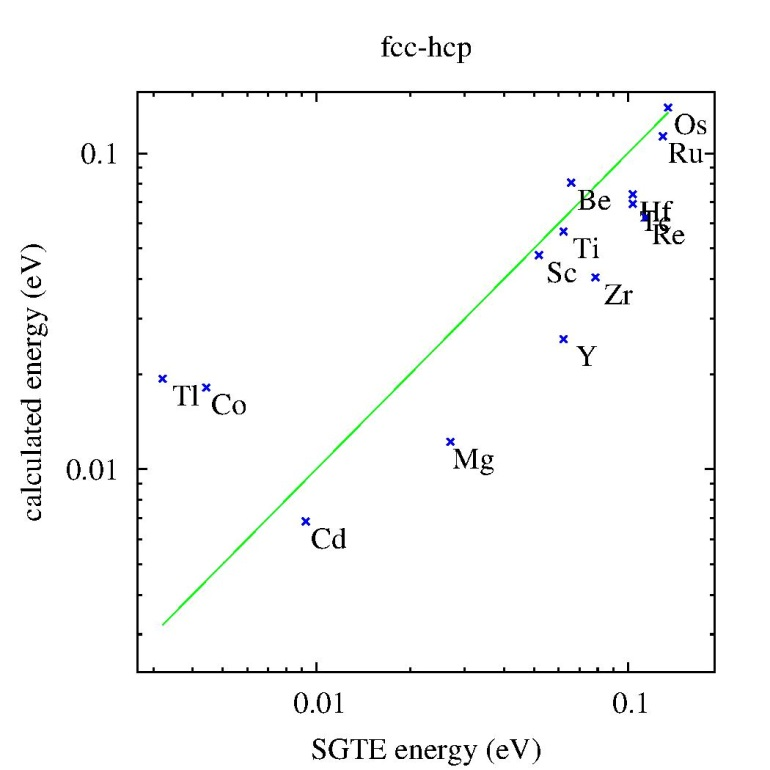 fcc-hcp
0.1
0.01
calculated energy (eV)
Os
Ru
Be
Hf
Tc
Re
Ti
Sc
Zr
Y
Tl
Co
Mg
Cd
0.01
0.1
SGTE energy (eV)